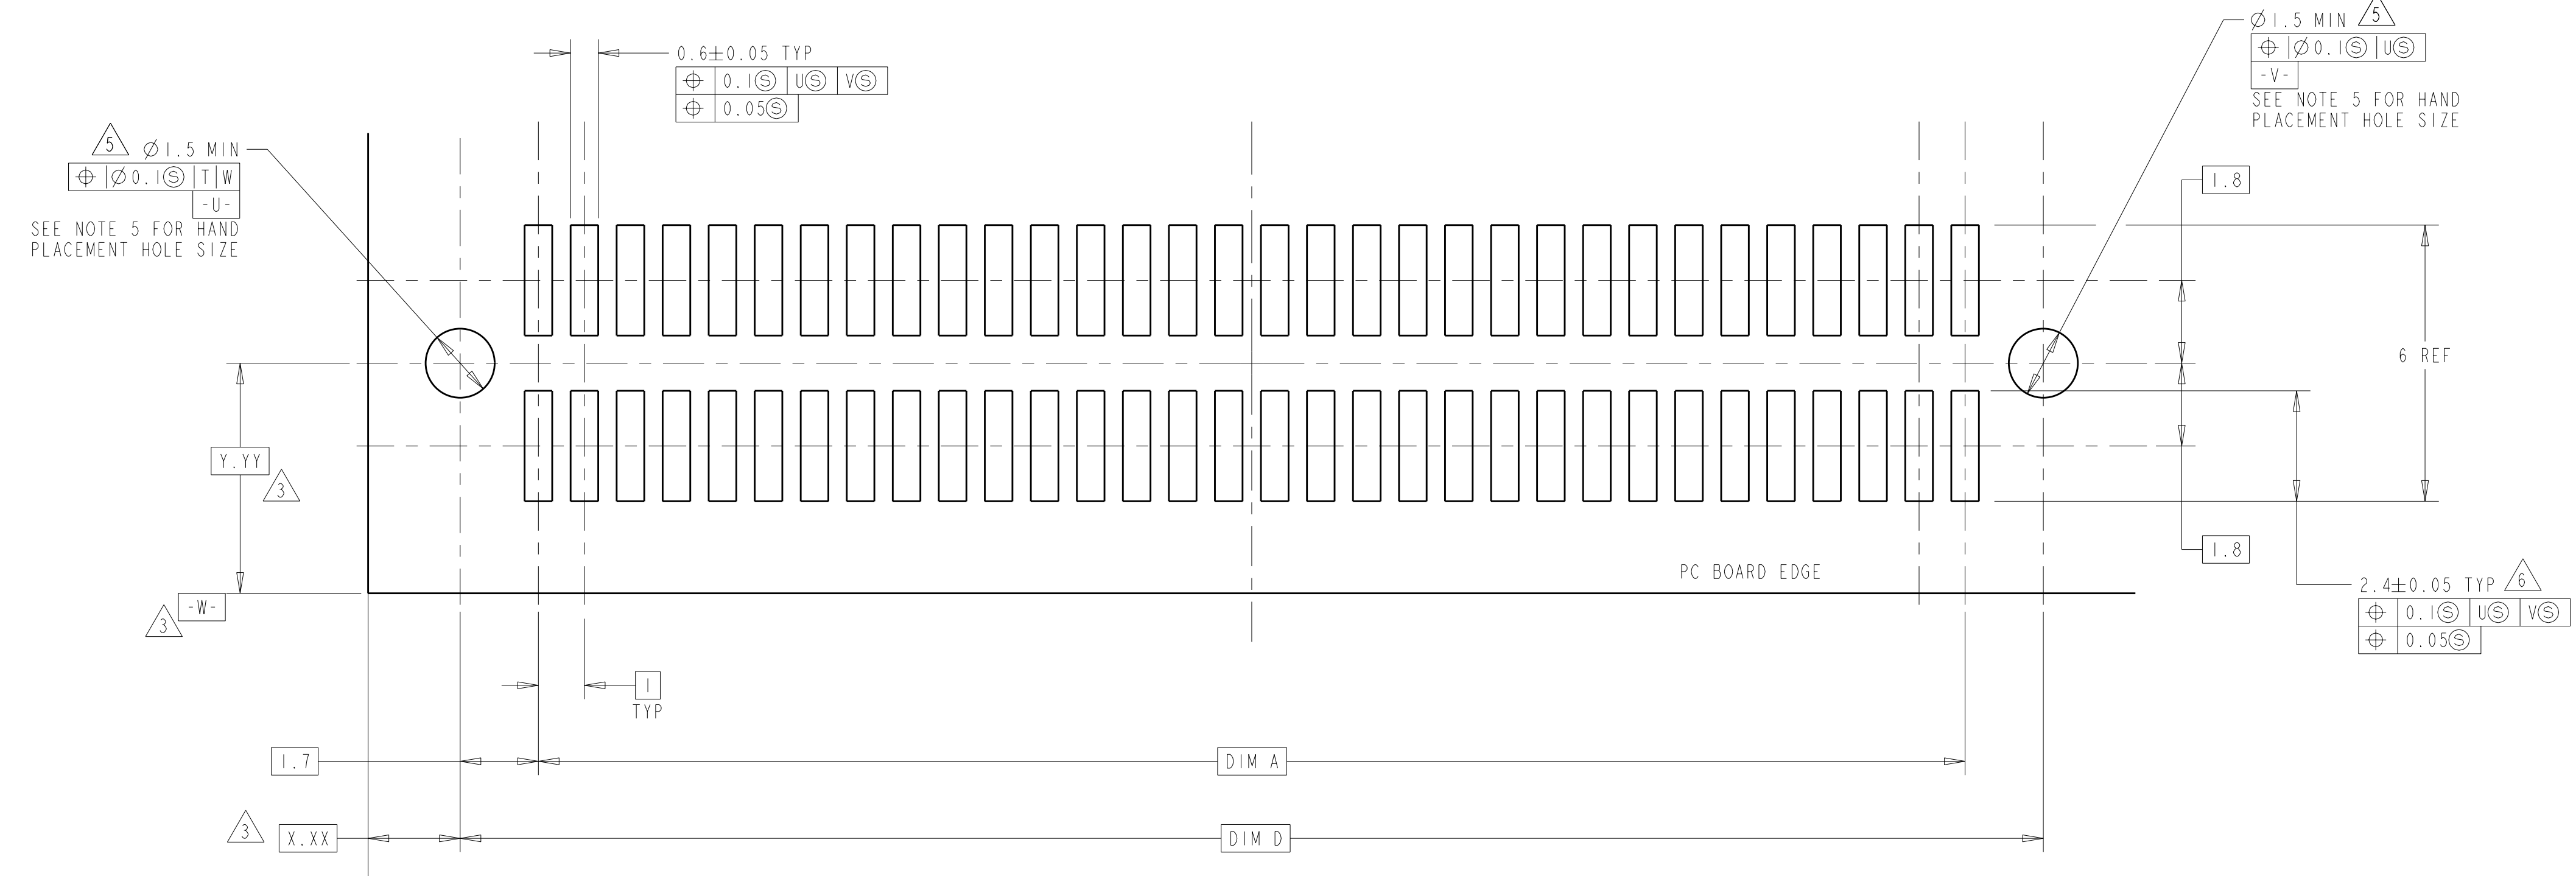 5 Ø1.5 MIN
⌖ Ø0.1Ⓢ T W
-U-
SEE NOTE 5 FOR HAND
PLACEMENT HOLE SIZE
0.6±0.05 TYP
⌖ 0.1Ⓢ UⓈ VⓈ
⌖ 0.05Ⓢ
Ø1.5 MIN 5
⌖ Ø0.1Ⓢ UⓈ
-V-
SEE NOTE 5 FOR HAND
PLACEMENT HOLE SIZE
1.8
6 REF
Y.YY
3
1.8
PC BOARD EDGE
2.4±0.05 TYP 6
⌖ 0.1Ⓢ UⓈ VⓈ
⌖ 0.05Ⓢ
-W-
3
1
TYP
1.7
DIM A
3
X.XX
DIM D